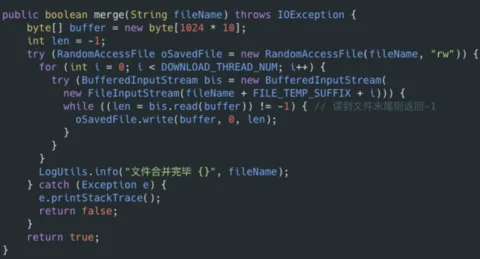 public boolean merge(String fileName) throws IOException {
    byte[] buffer = new byte[1024 * 10];
    int len = -1;
    try (RandomAccessFile oSavedFile = new RandomAccessFile(fileName, "rw")) {
      for (int i = 0; i < DOWNLOAD_THREAD_NUM; i++) {
        try (BufferedInputStream bis = new BufferedInputStream(
          new FileInputStream(fileName + FILE_TEMP_SUFFIX + i))) {
          while ((len = bis.read(buffer)) != -1) { // 读到文件末尾则返回-1
            oSavedFile.write(buffer, 0, len);
          }
        }
      }
      LogUtils.info("文件合并完毕 {}", fileName);
    } catch (Exception e) {
      e.printStackTrace();
      return false;
    }
    return true;
}